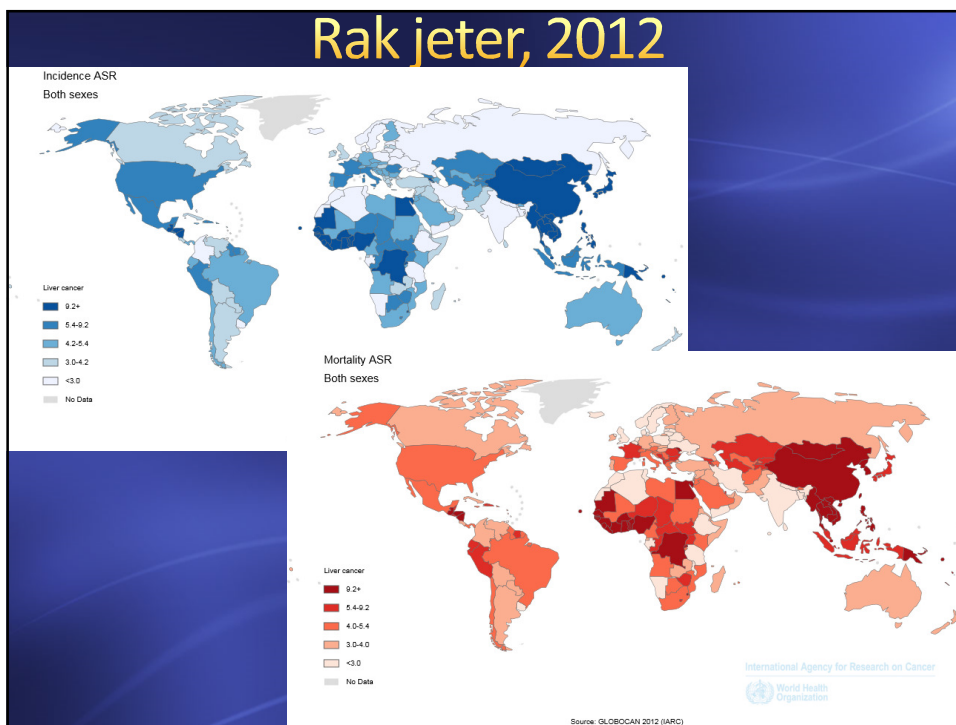 Rak jeter, 2012
Incidence ASR
Both sexes
Liver cancer
9.2+
5.4-9.2
4.2-5.4
3.0-4.2
<3.0
No Data
Mortality ASR
Both sexes
Liver cancer
9.2+
5.4-9.2
4.0-5.4
3.0-4.0
<3.0
No Data
International Agency for Research on Cancer
World Health
Organization
Source: GLOBOCAN 2012 (IARC)